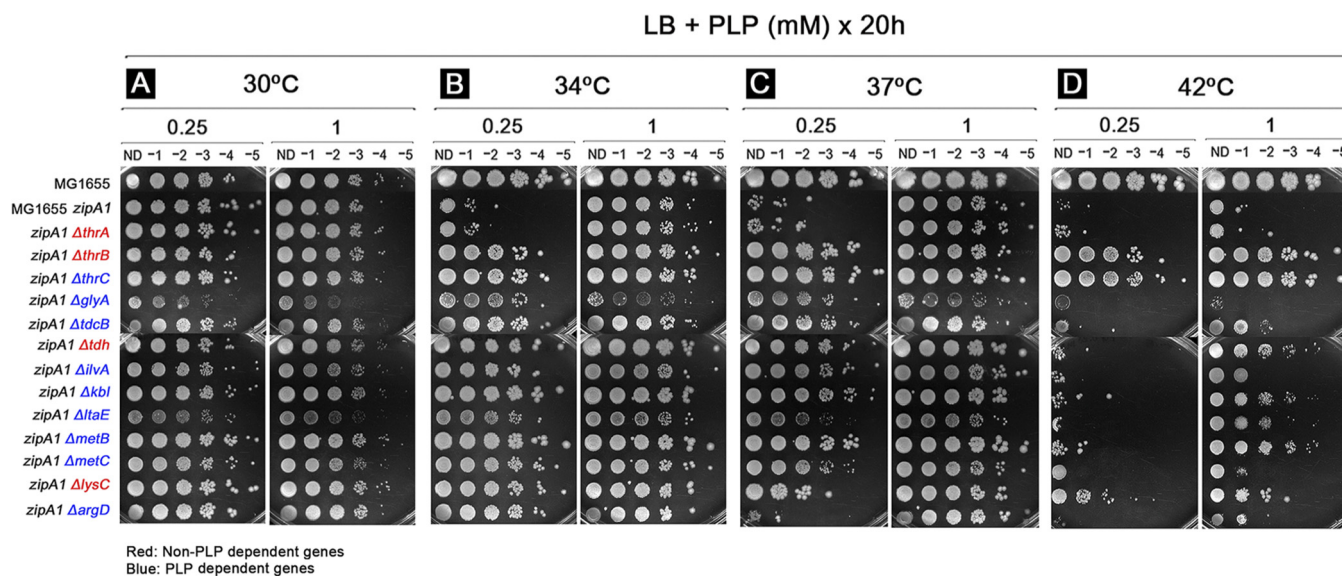 LB + PLP (mM) x 20h
A 30ºC B 34ºC C 37ºC D 42ºC
0.25 1 0.25 1 0.25 1 0.25 1
ND −1 −2 −3 −4 −5 ND −1 −2 −3 −4 −5 ND −1 −2 −3 −4 −5 ND −1 −2 −3 −4 −5 ND −1 −2 −3 −4 −5 ND −1 −2 −3 −4 −5 ND −1 −2 −3 −4 −5 ND −1 −2 −3 −4 −5
MG1655
MG1655 zipA1
zipA1 ΔthrA
zipA1 ΔthrB
zipA1 ΔthrC
zipA1 ΔglyA
zipA1 ΔtdcB
zipA1 Δtdh
zipA1 ΔilvA
zipA1 Δkbl
zipA1 ΔltaE
zipA1 ΔmetB
zipA1 ΔmetC
zipA1 ΔlysC
zipA1 ΔargD
Red: Non-PLP dependent genes
Blue: PLP dependent genes